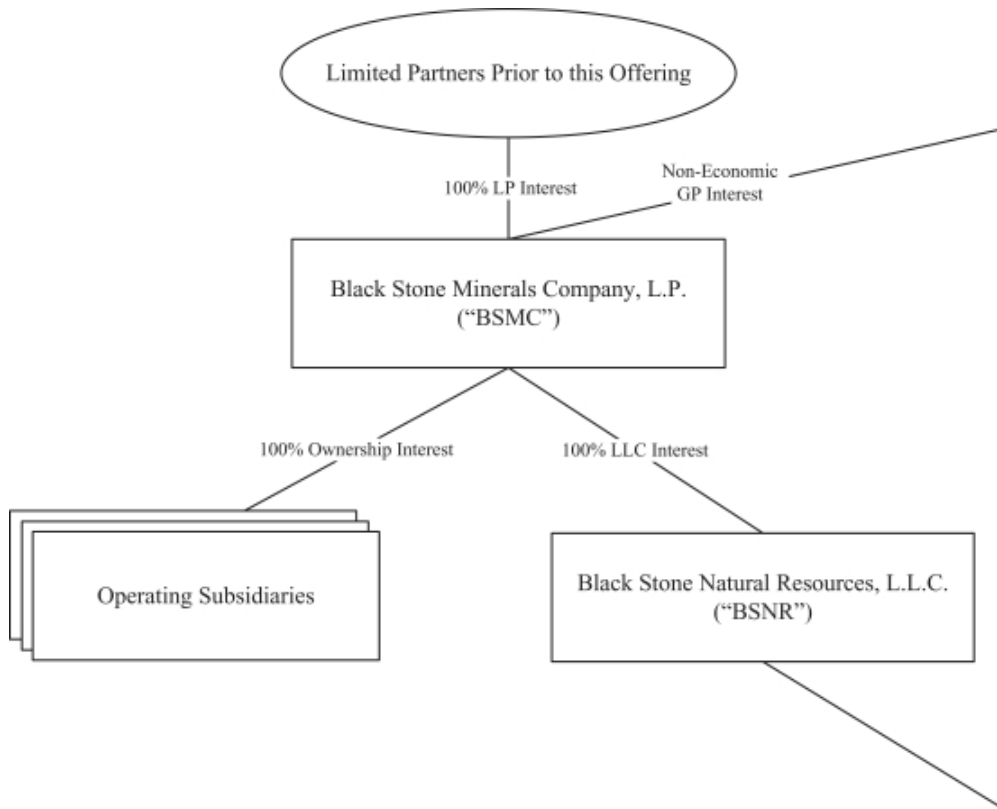 Limited Partners Prior to this Offering
100% LP Interest
Non-Economic
GP Interest
Black Stone Minerals Company, L.P.
(“BSMC”)
100% Ownership Interest
100% LLC Interest
Operating Subsidiaries
Black Stone Natural Resources, L.L.C.
(“BSNR”)